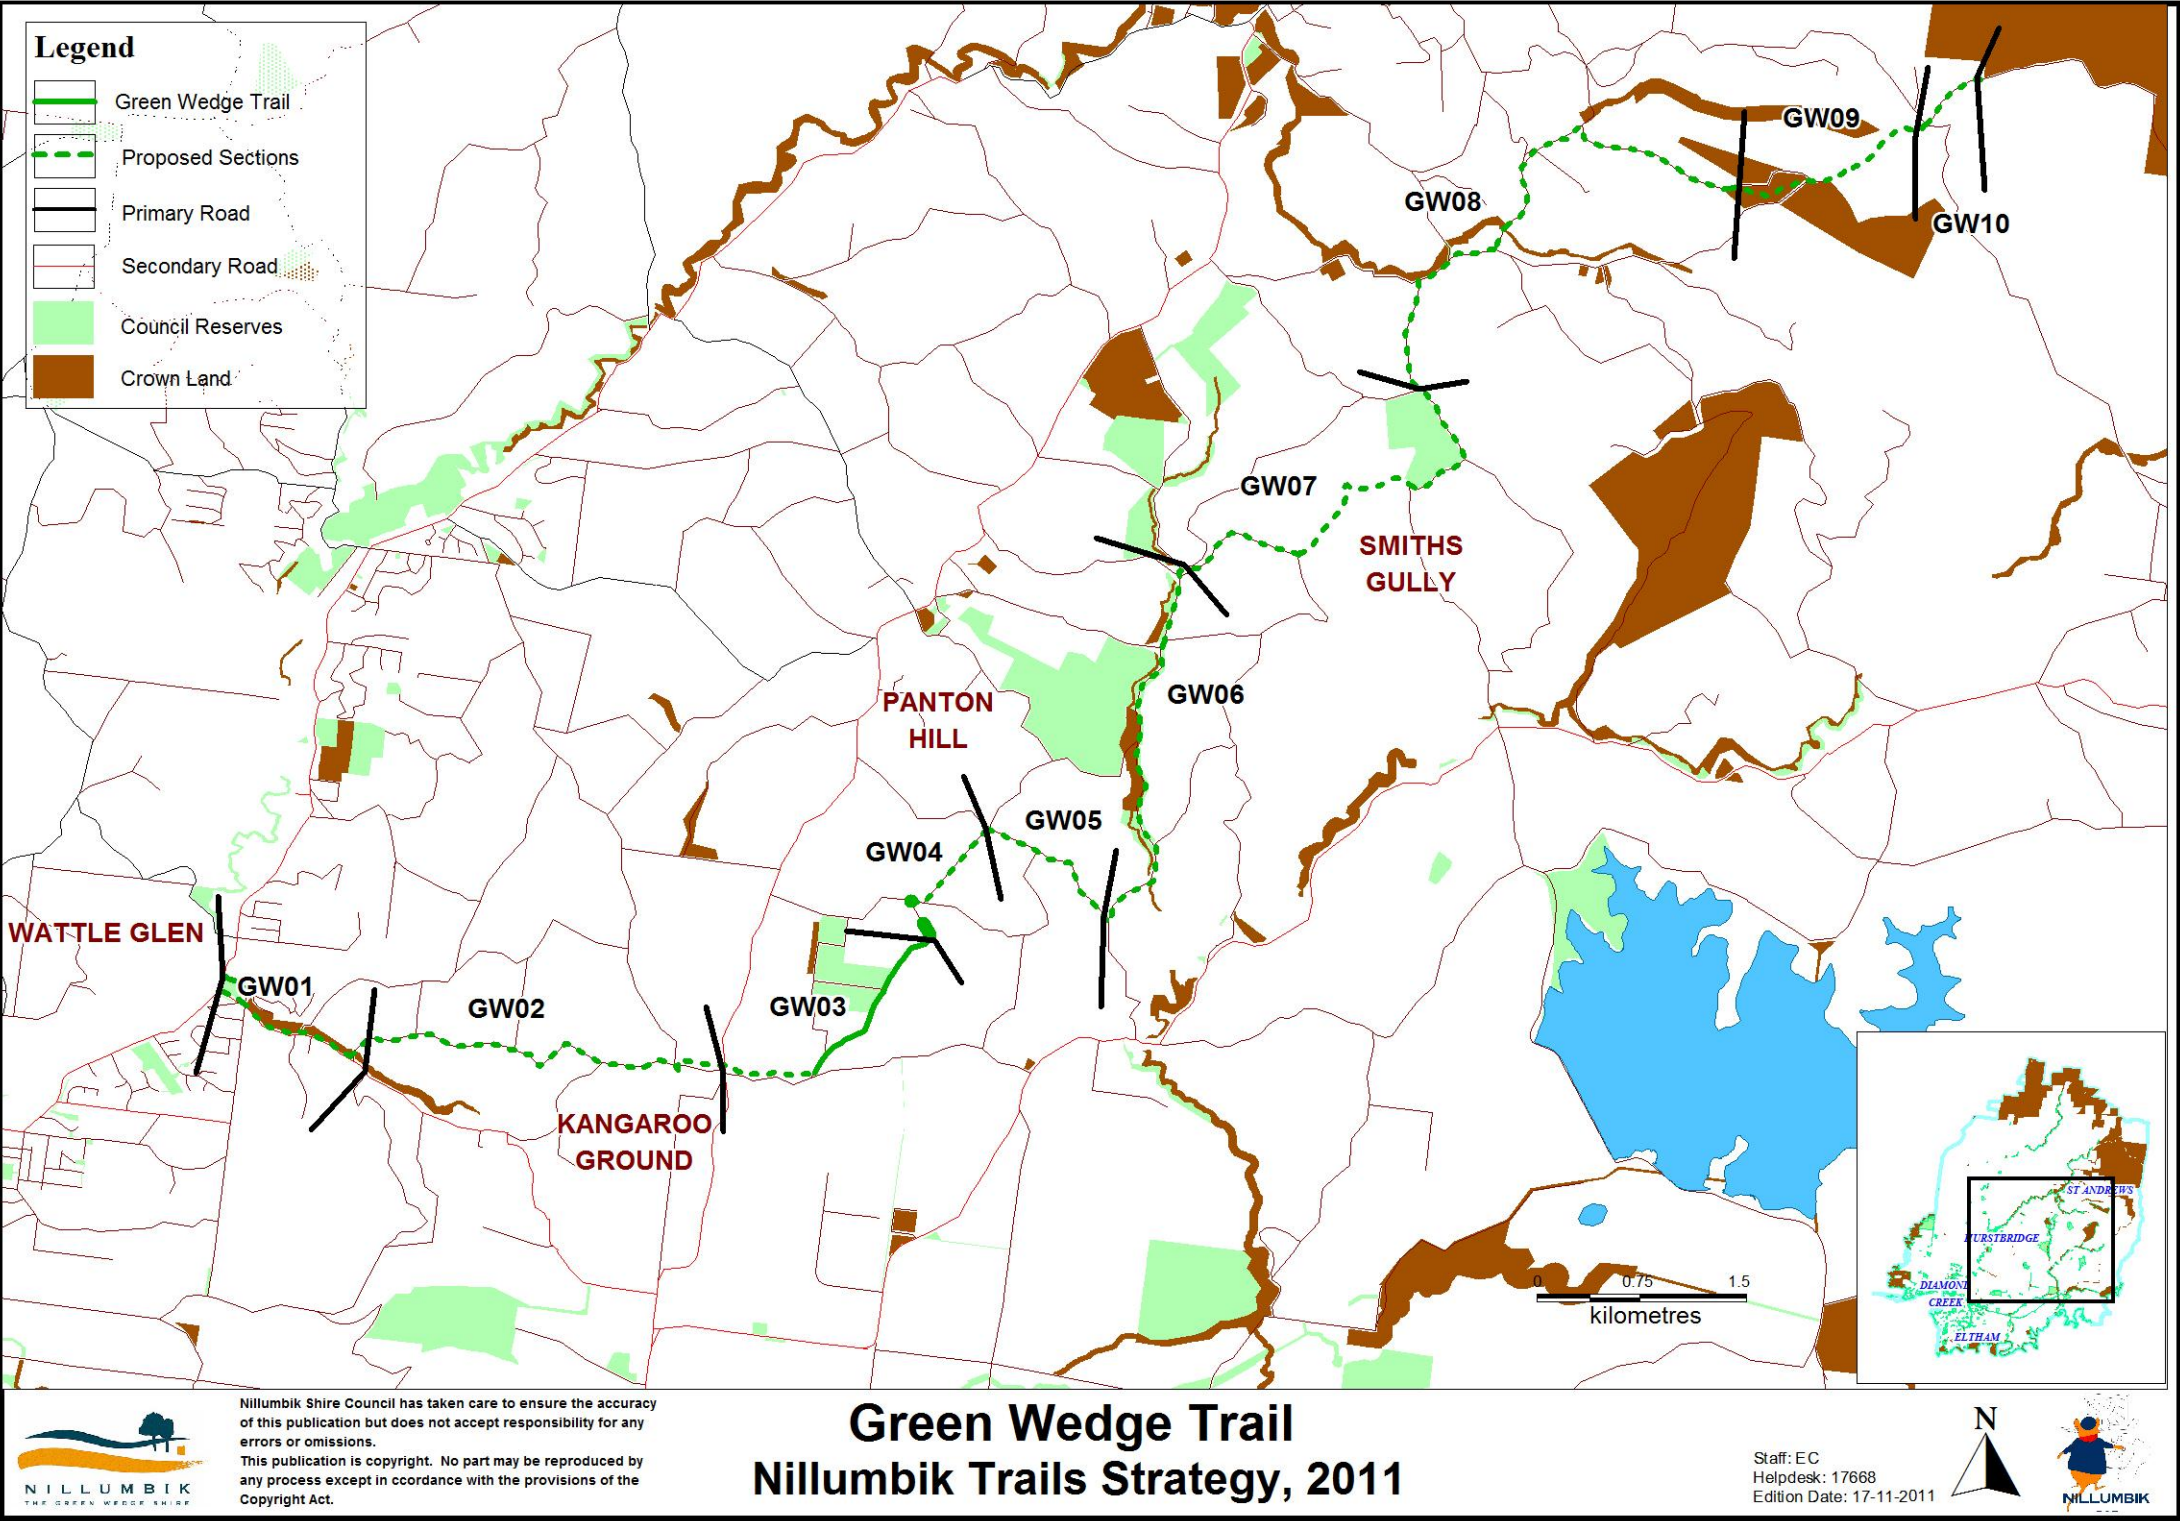 Legend
Green Wedge Trail
Proposed Sections
Primary Road
Secondary Road
Council Reserves
Crown Land
GW09
GW08
GW10
GW07
SMITHS
GULLY
GW06
PANTON
HILL
GW05
GW04
WATTLE GLEN
GW01
GW02
GW03
KANGAROO
GROUND
ST ANDREWS
HURSTBRIDGE
DIAMOND
CREEK
ELTHAM
0 0.75 1.5
kilometres
NILLUMBIK
THE GREEN WEDGE SHIRE
Nillumbik Shire Council has taken care to ensure the accuracy
of this publication but does not accept responsibility for any
errors or omissions.
This publication is copyright. No part may be reproduced by
any process except in ccordance with the provisions of the
Copyright Act.
Green Wedge Trail
Nillumbik Trails Strategy, 2011
Staff: EC
Helpdesk: 17668
Edition Date: 17-11-2011
N
NILLUMBIK